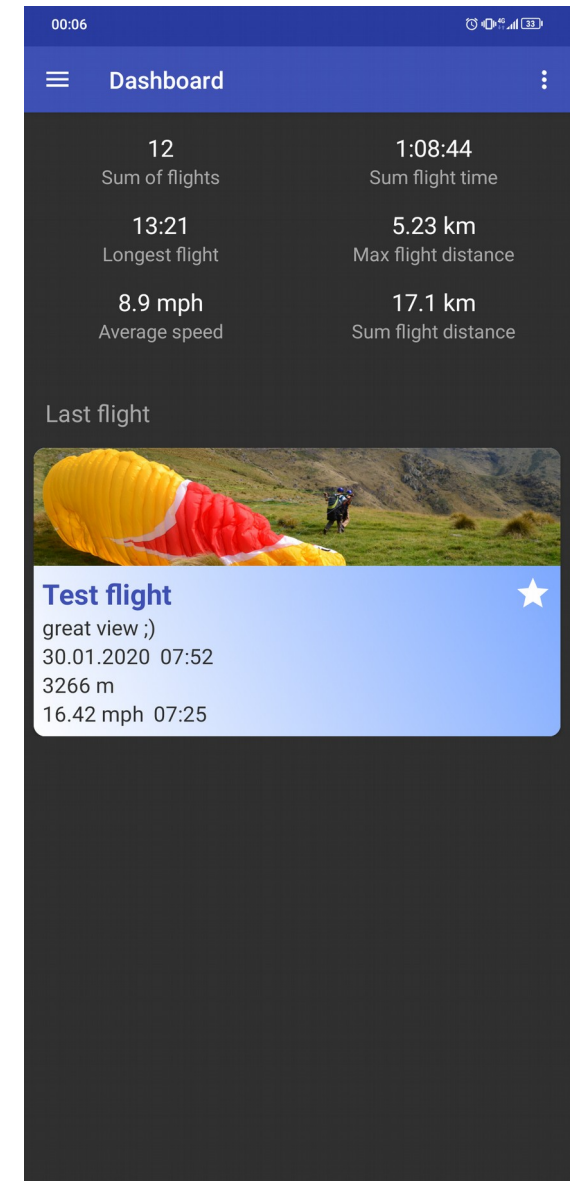 00:06
4G 33
Dashboard
12 1:08:44
Sum of flights Sum flight time
13:21 5.23 km
Longest flight Max flight distance
8.9 mph 17.1 km
Average speed Sum flight distance
Last flight
Test flight
great view ;)
30.01.2020 07:52
3266 m
16.42 mph 07:25